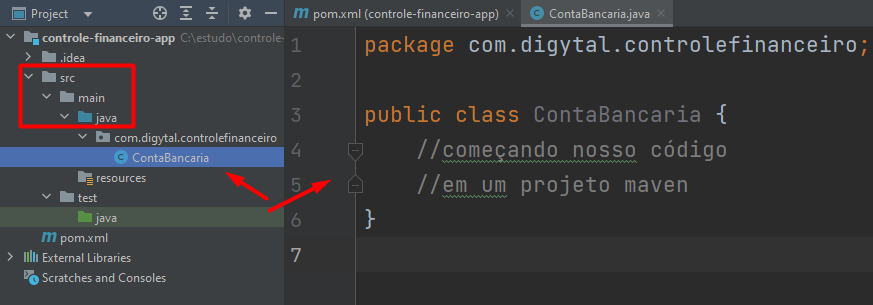 Project
controle-financeiro-app C:\estudo\controle-
.idea
src
main
java
com.digytal.controlefinanceiro
ContaBancaria
resources
test
java
pom.xml
External Libraries
Scratches and Consoles
pom.xml (controle-financeiro-app) ContaBancaria.java
1 package com.digytal.controlefinanceiro;
2
3 public class ContaBancaria {
4 //começando nosso código
5 //em um projeto maven
6 }
7